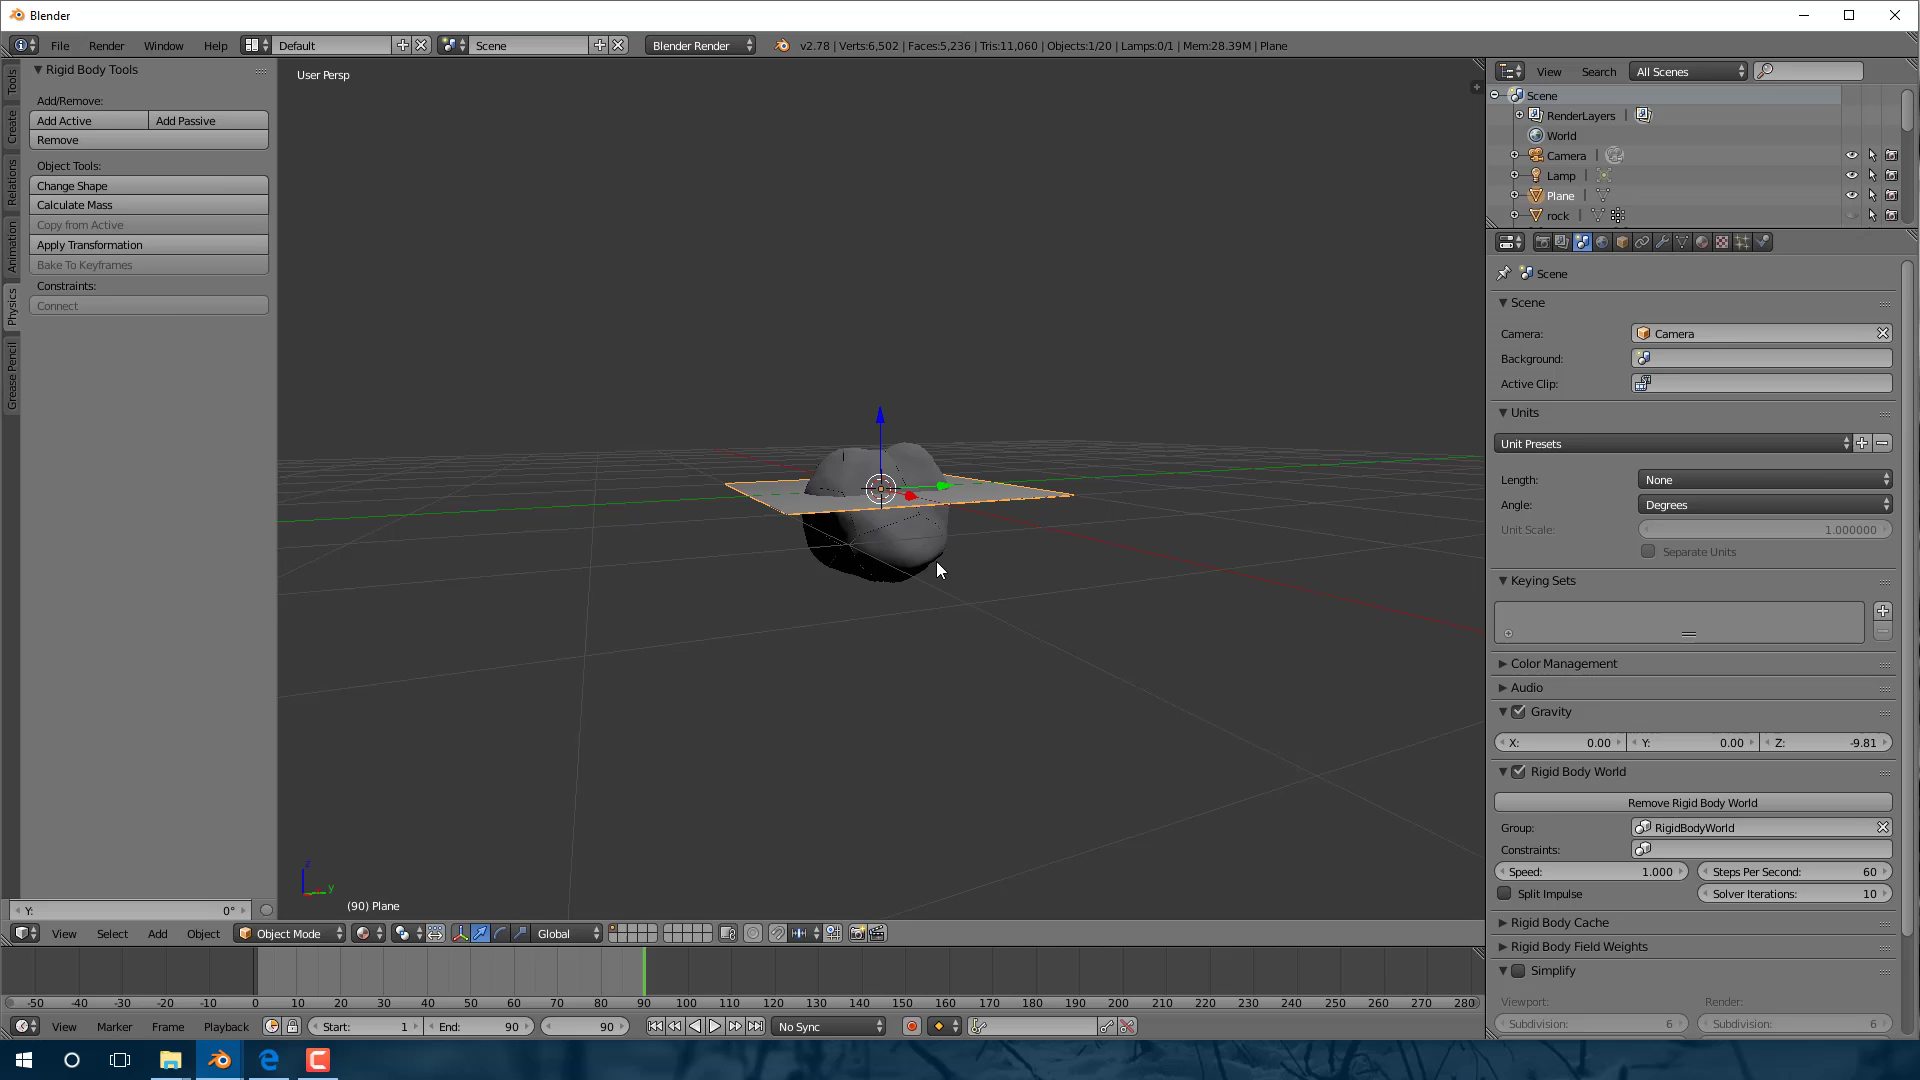 Blender
File Render Window Help Default Scene Blender Render v2.78 | Verts:6,502 | Faces:5,236 | Tris:11,060 | Objects:1/20 | Lamps:0/1 | Mem:28.39M | Plane
Tools
Create
Relations
Animation
Physics
Grease Pencil
Rigid Body Tools
Add/Remove:
Add Active Add Passive
Remove
Object Tools:
Change Shape
Calculate Mass
Copy from Active
Apply Transformation
Bake To Keyframes
Constraints:
Connect
Y: 0°
User Persp
z
y
(90) Plane
View Select Add Object Object Mode Global
View Search All Scenes
Scene
RenderLayers
World
Camera
Lamp
Plane
rock
Scene
Scene
Camera: Camera
Background:
Active Clip:
Units
Unit Presets
Length: None
Angle: Degrees
Unit Scale: 1.000000
Separate Units
Keying Sets
Color Management
Audio
Gravity
X: 0.00 Y: 0.00 Z: -9.81
Rigid Body World
Remove Rigid Body World
Group: RigidBodyWorld
Constraints:
Speed: 1.000 Steps Per Second: 60
Split Impulse Solver Iterations: 10
Rigid Body Cache
Rigid Body Field Weights
Simplify
Viewport: Render:
Subdivision: 6 Subdivision: 6
-50 -40 -30 -20 -10 0 10 20 30 40 50 60 70 80 90 100 110 120 130 140 150 160 170 180 190 200 210 220 230 240 250 260 270 280
View Marker Frame Playback Start: 1 End: 90 90 No Sync